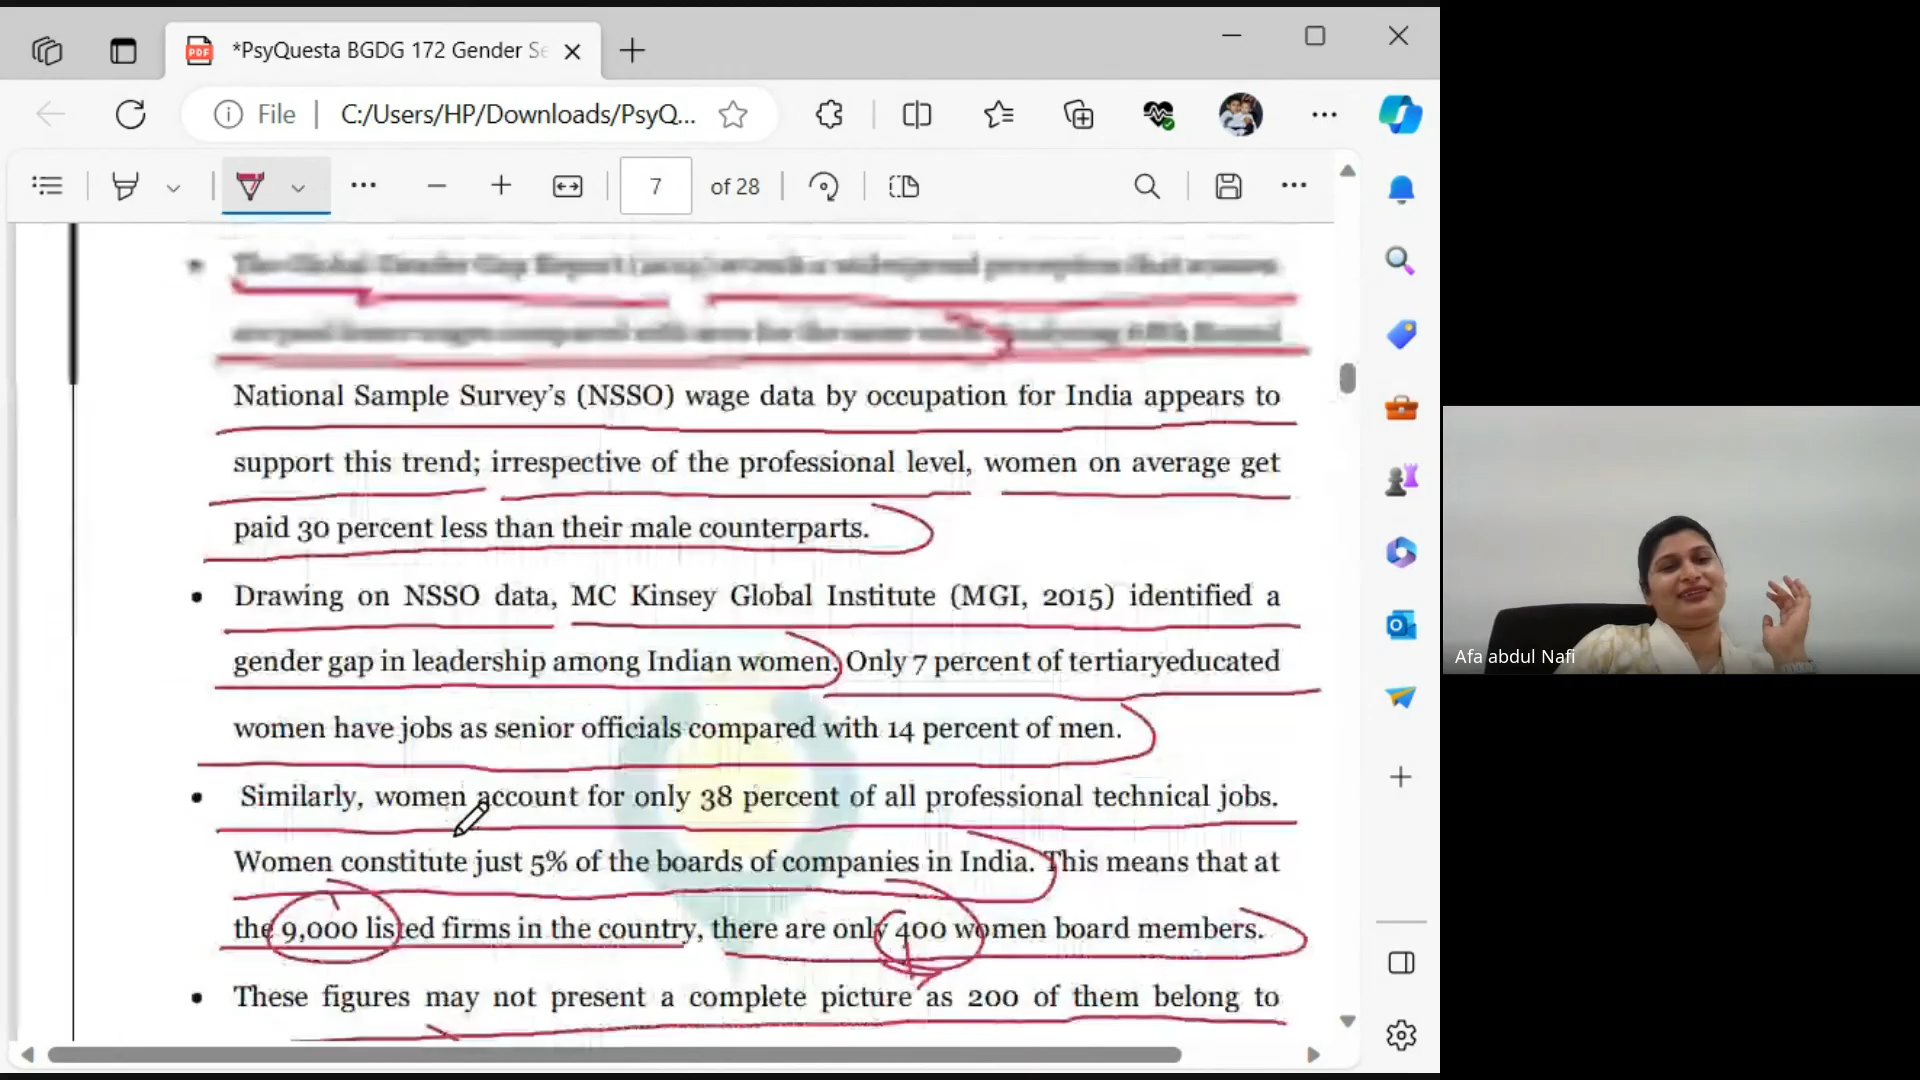 *PsyQuesta BGDG 172 Gender Se
File | C:/Users/HP/Downloads/PsyQ...
7 of 28
National Sample Survey’s (NSSO) wage data by occupation for India appears to
support this trend; irrespective of the professional level, women on average get
paid 30 percent less than their male counterparts.
• Drawing on NSSO data, MC Kinsey Global Institute (MGI, 2015) identified a
gender gap in leadership among Indian women. Only 7 percent of tertiaryeducated
women have jobs as senior officials compared with 14 percent of men.
• Similarly, women account for only 38 percent of all professional technical jobs.
Women constitute just 5% of the boards of companies in India. This means that at
the 9,000 listed firms in the country, there are only 400 women board members.
• These figures may not present a complete picture as 200 of them belong to
Afa abdul Nafi